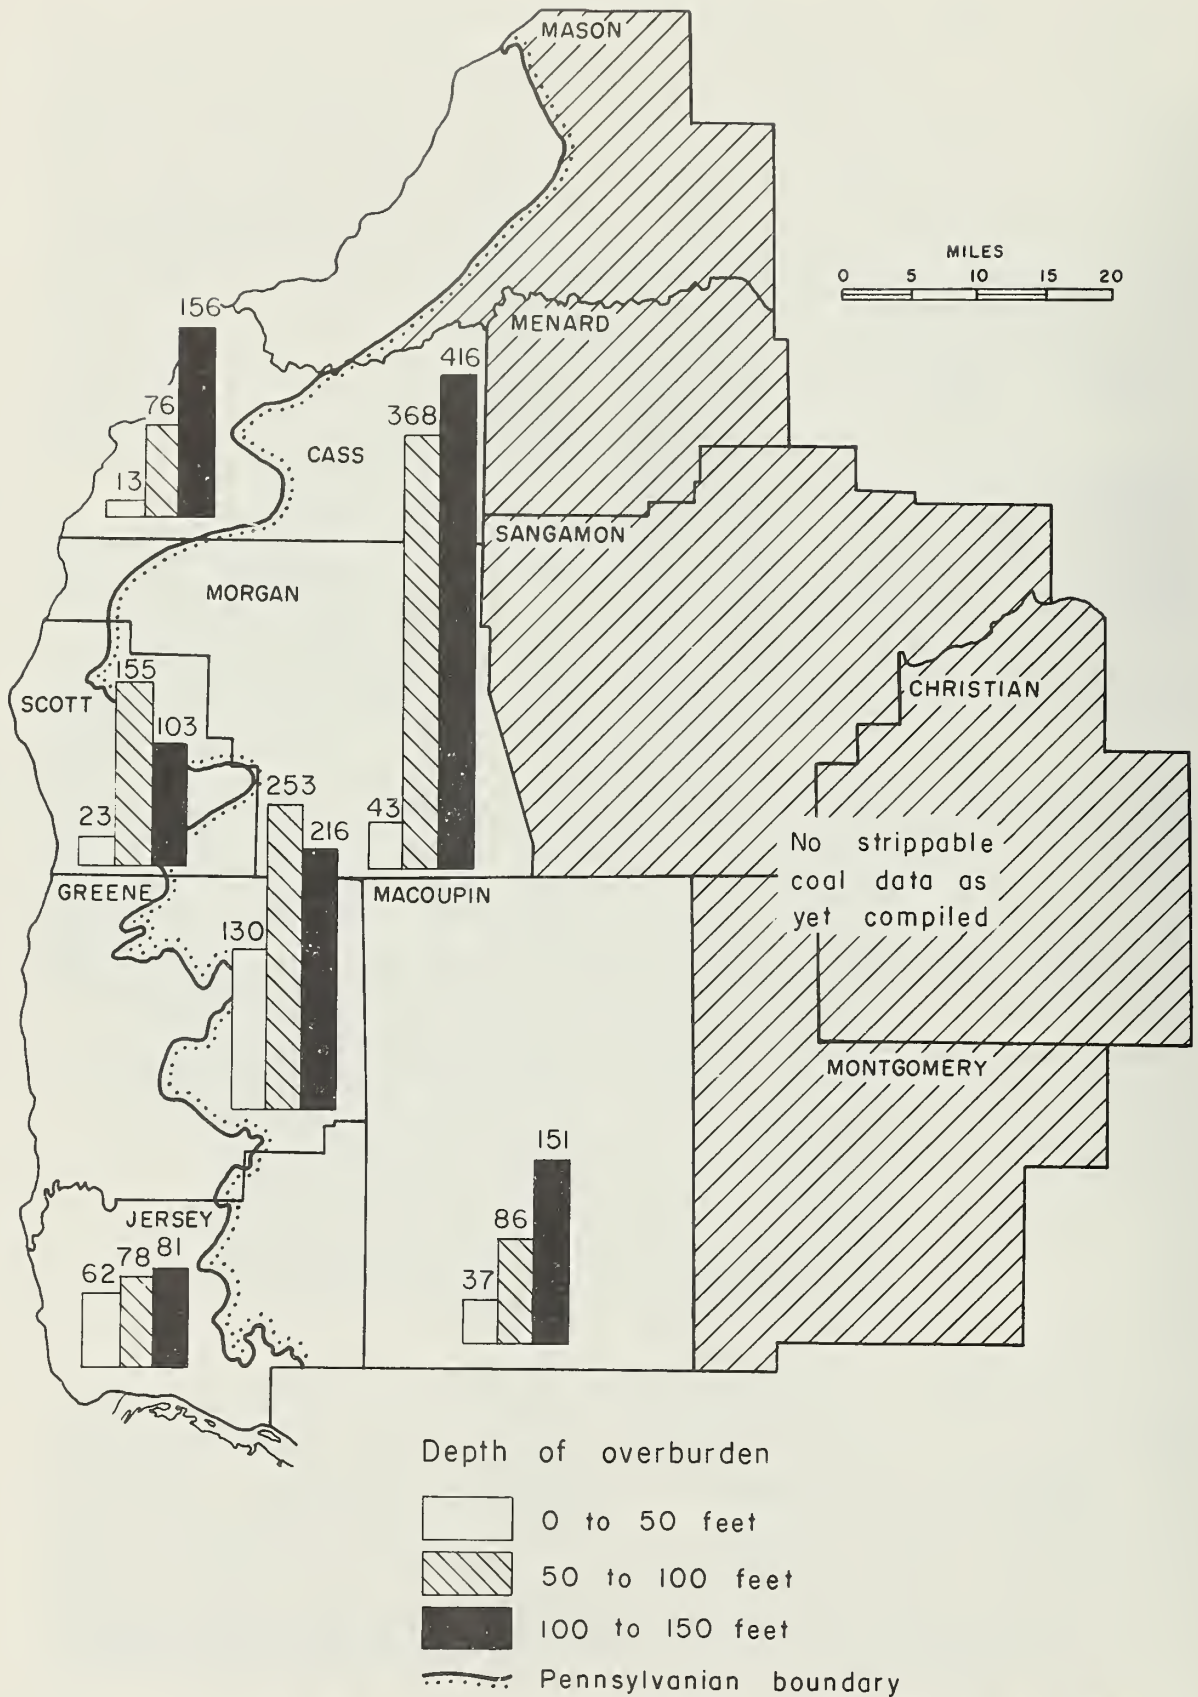 MASON
MILES
0 5 10 15 20
MENARD
156
416
76
368
CASS
13
SANGAMON
MORGAN
155
SCOTT
CHRISTIAN
103
253
23
43
216
No strippable
coal data as
yet compiled
GREENE
MACOUPIN
130
MONTGOMERY
151
JERSEY
86
62
78
81
37
Depth of overburden
0 to 50 feet
50 to 100 feet
100 to 150 feet
Pennsylvanian boundary